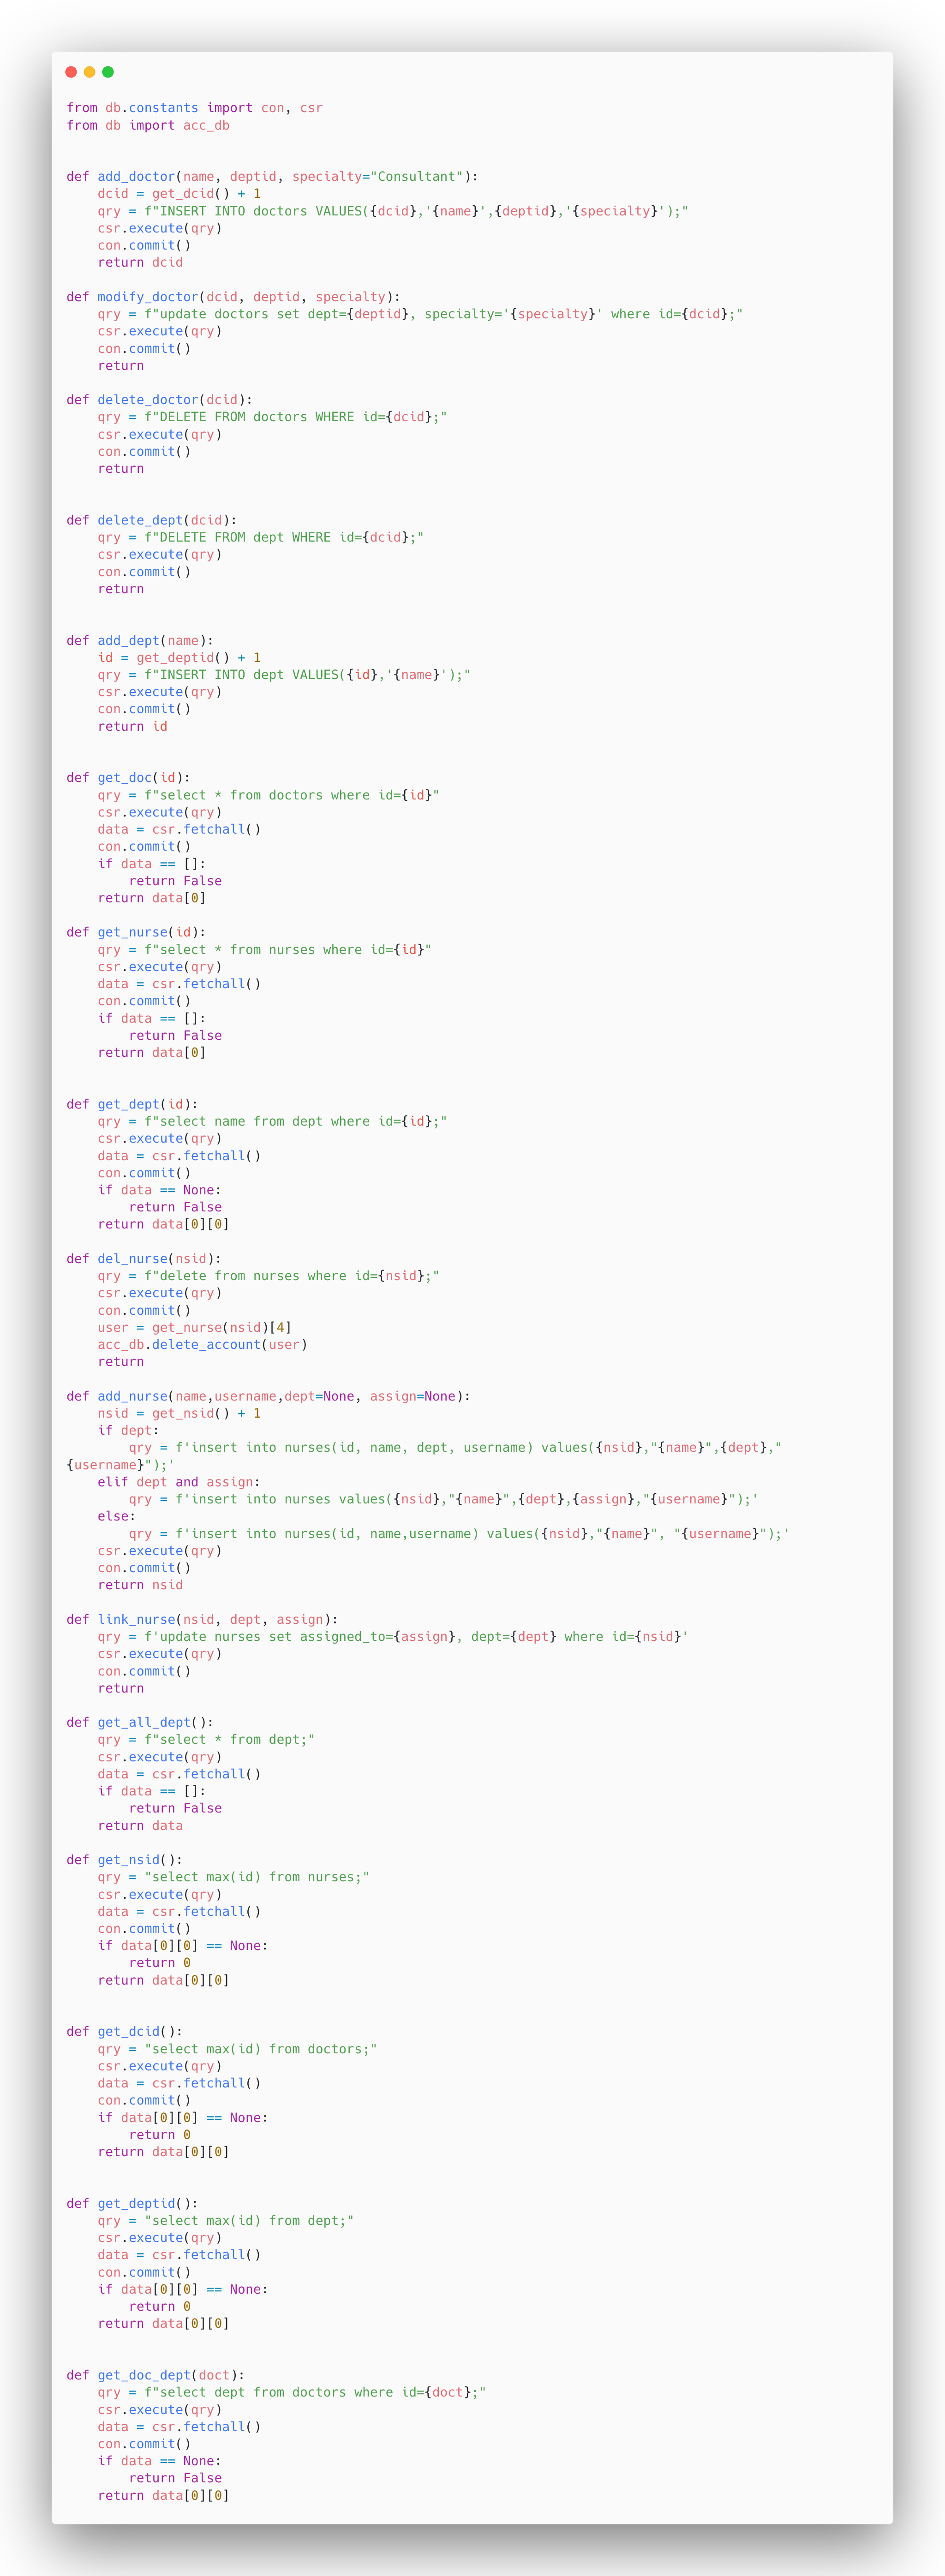 from db.constants import con, csr
from db import acc_db


def add_doctor(name, deptid, specialty="Consultant"):
    dcid = get_dcid() + 1
    qry = f"INSERT INTO doctors VALUES({dcid},'{name}',{deptid},'{specialty}');"
    csr.execute(qry)
    con.commit()
    return dcid

def modify_doctor(dcid, deptid, specialty):
    qry = f"update doctors set dept={deptid}, specialty='{specialty}' where id={dcid};"
    csr.execute(qry)
    con.commit()
    return

def delete_doctor(dcid):
    qry = f"DELETE FROM doctors WHERE id={dcid};"
    csr.execute(qry)
    con.commit()
    return


def delete_dept(dcid):
    qry = f"DELETE FROM dept WHERE id={dcid};"
    csr.execute(qry)
    con.commit()
    return


def add_dept(name):
    id = get_deptid() + 1
    qry = f"INSERT INTO dept VALUES({id},'{name}');"
    csr.execute(qry)
    con.commit()
    return id


def get_doc(id):
    qry = f"select * from doctors where id={id}"
    csr.execute(qry)
    data = csr.fetchall()
    con.commit()
    if data == []:
        return False
    return data[0]

def get_nurse(id):
    qry = f"select * from nurses where id={id}"
    csr.execute(qry)
    data = csr.fetchall()
    con.commit()
    if data == []:
        return False
    return data[0]


def get_dept(id):
    qry = f"select name from dept where id={id};"
    csr.execute(qry)
    data = csr.fetchall()
    con.commit()
    if data == None:
        return False
    return data[0][0]

def del_nurse(nsid):
    qry = f"delete from nurses where id={nsid};"
    csr.execute(qry)
    con.commit()
    user = get_nurse(nsid)[4]
    acc_db.delete_account(user)
    return

def add_nurse(name,username,dept=None, assign=None):
    nsid = get_nsid() + 1
    if dept:
        qry = f'insert into nurses(id, name, dept, username) values({nsid},"{name}",{dept},"
{username}");'
    elif dept and assign:
        qry = f'insert into nurses values({nsid},"{name}",{dept},{assign},"{username}");'
    else:
        qry = f'insert into nurses(id, name,username) values({nsid},"{name}", "{username}");'
    csr.execute(qry)
    con.commit()
    return nsid

def link_nurse(nsid, dept, assign):
    qry = f'update nurses set assigned_to={assign}, dept={dept} where id={nsid}'
    csr.execute(qry)
    con.commit()
    return

def get_all_dept():
    qry = f"select * from dept;"
    csr.execute(qry)
    data = csr.fetchall()
    if data == []:
        return False
    return data

def get_nsid():
    qry = "select max(id) from nurses;"
    csr.execute(qry)
    data = csr.fetchall()
    con.commit()
    if data[0][0] == None:
        return 0
    return data[0][0]


def get_dcid():
    qry = "select max(id) from doctors;"
    csr.execute(qry)
    data = csr.fetchall()
    con.commit()
    if data[0][0] == None:
        return 0
    return data[0][0]


def get_deptid():
    qry = "select max(id) from dept;"
    csr.execute(qry)
    data = csr.fetchall()
    con.commit()
    if data[0][0] == None:
        return 0
    return data[0][0]


def get_doc_dept(doct):
    qry = f"select dept from doctors where id={doct};"
    csr.execute(qry)
    data = csr.fetchall()
    con.commit()
    if data == None:
        return False
    return data[0][0]